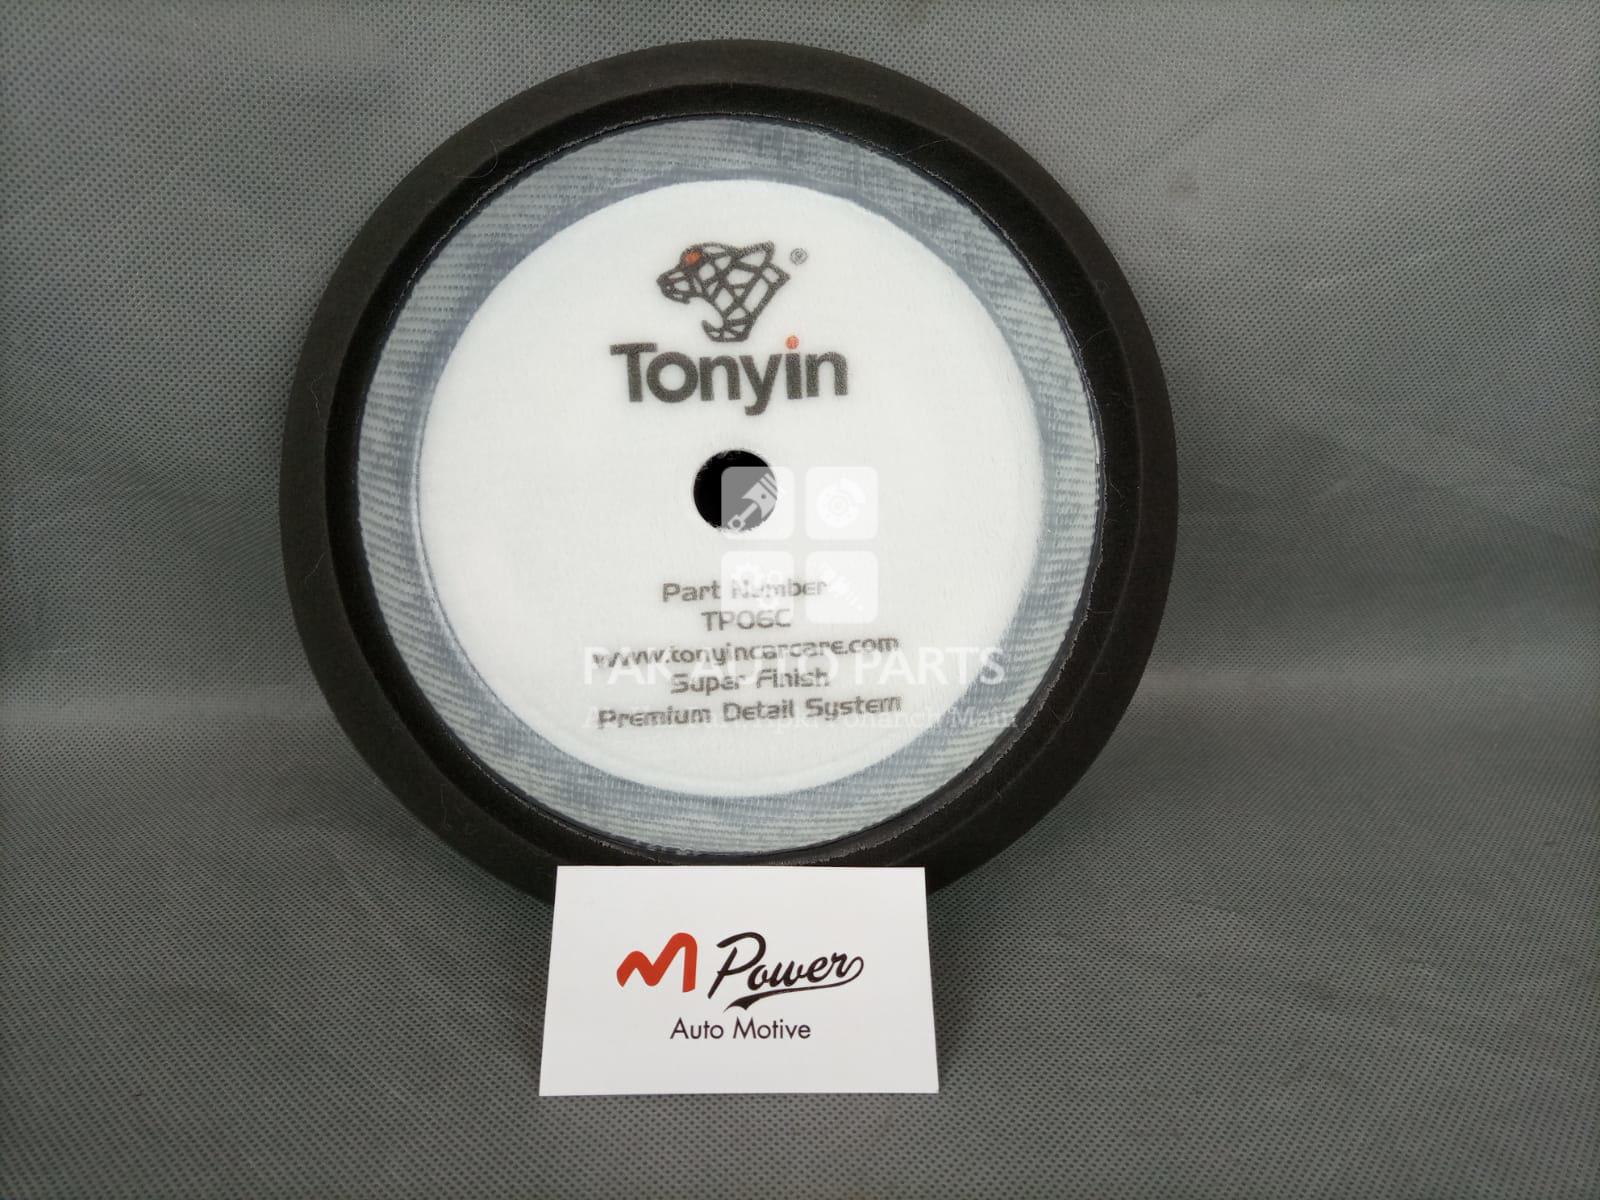 ®
Tonyin
Part Number
TP06C
www.tonyincarcare.com
PAK AUTO PARTS
Super Finish
Premium Detail System
M Power
Auto Motive